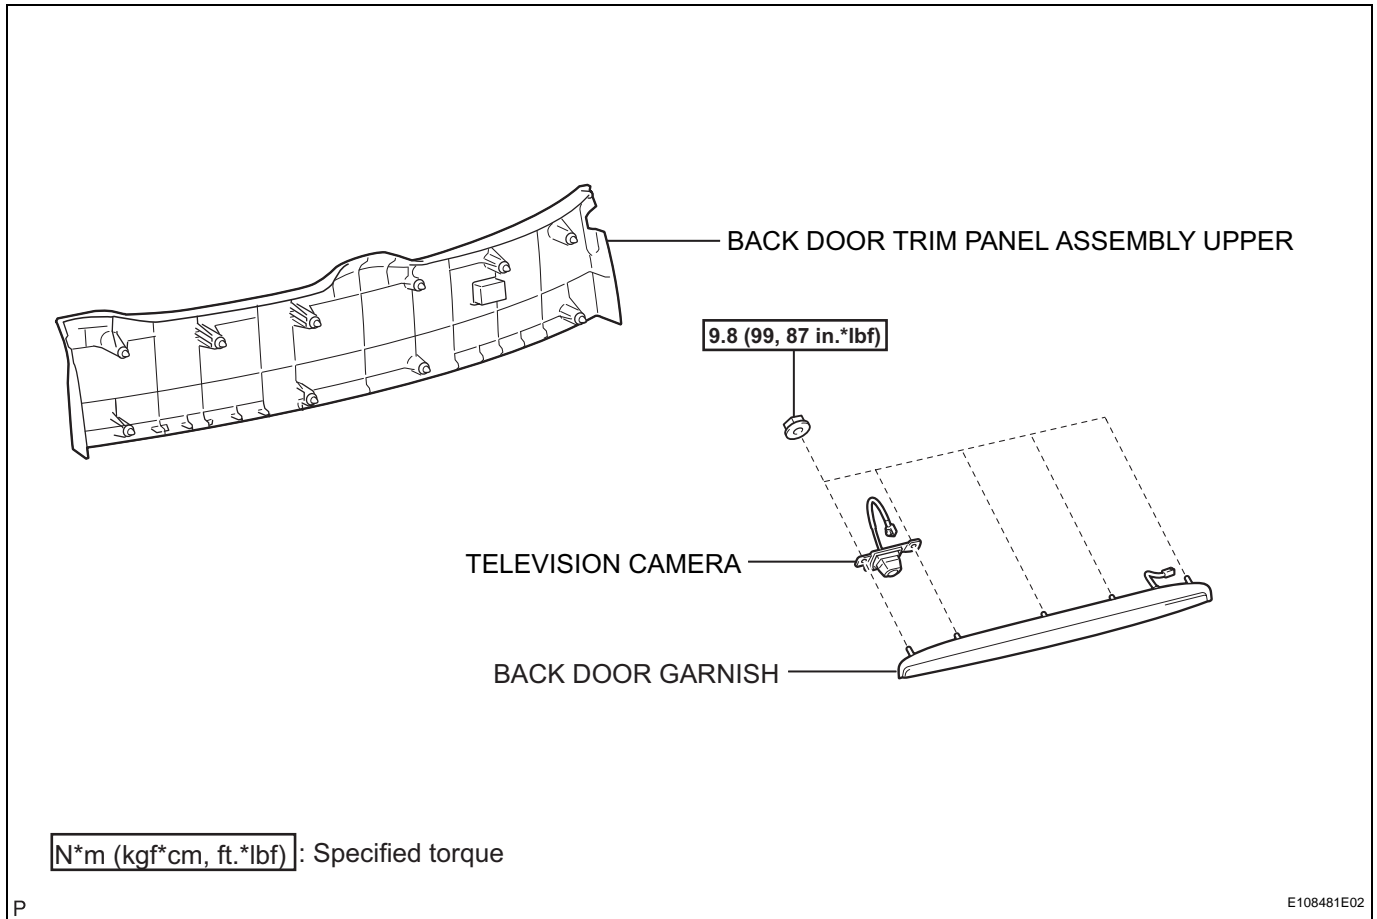 BACK DOOR TRIM PANEL ASSEMBLY UPPER
9.8 (99, 87 in.*lbf)
TELEVISION CAMERA
BACK DOOR GARNISH
N*m (kgf*cm, ft.*lbf) : Specified torque
P
E108481E02